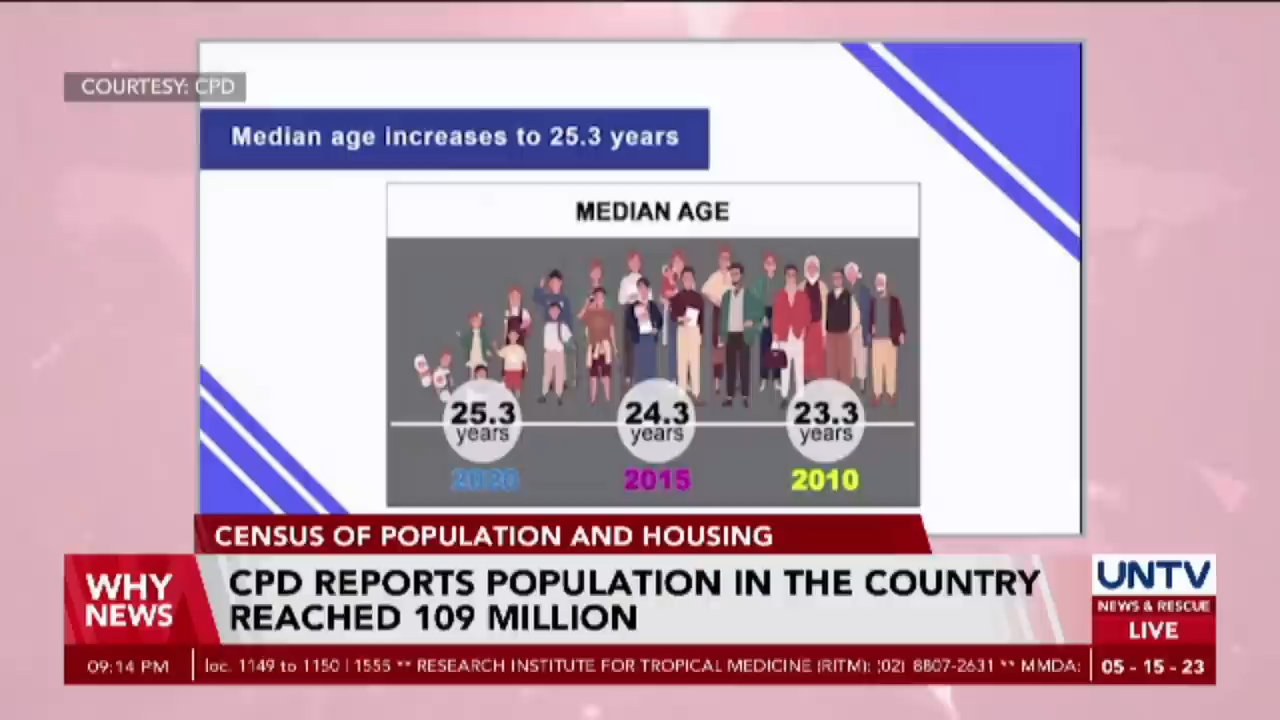 COURTESY: CPD
Median age increases to 25.3 years
MEDIAN AGE
25.3 years 2020
24.3 years 2015
23.3 years 2010
CENSUS OF POPULATION AND HOUSING
WHY NEWS
CPD REPORTS POPULATION IN THE COUNTRY
REACHED 109 MILLION
UNTV
NEWS & RESCUE
LIVE
09:14 PM
loc. 1149 to 1150 | 1555 ** RESEARCH INSTITUTE FOR TROPICAL MEDICINE (RITM): (02) 8807-2631 ** MMDA:
05 - 15 - 23